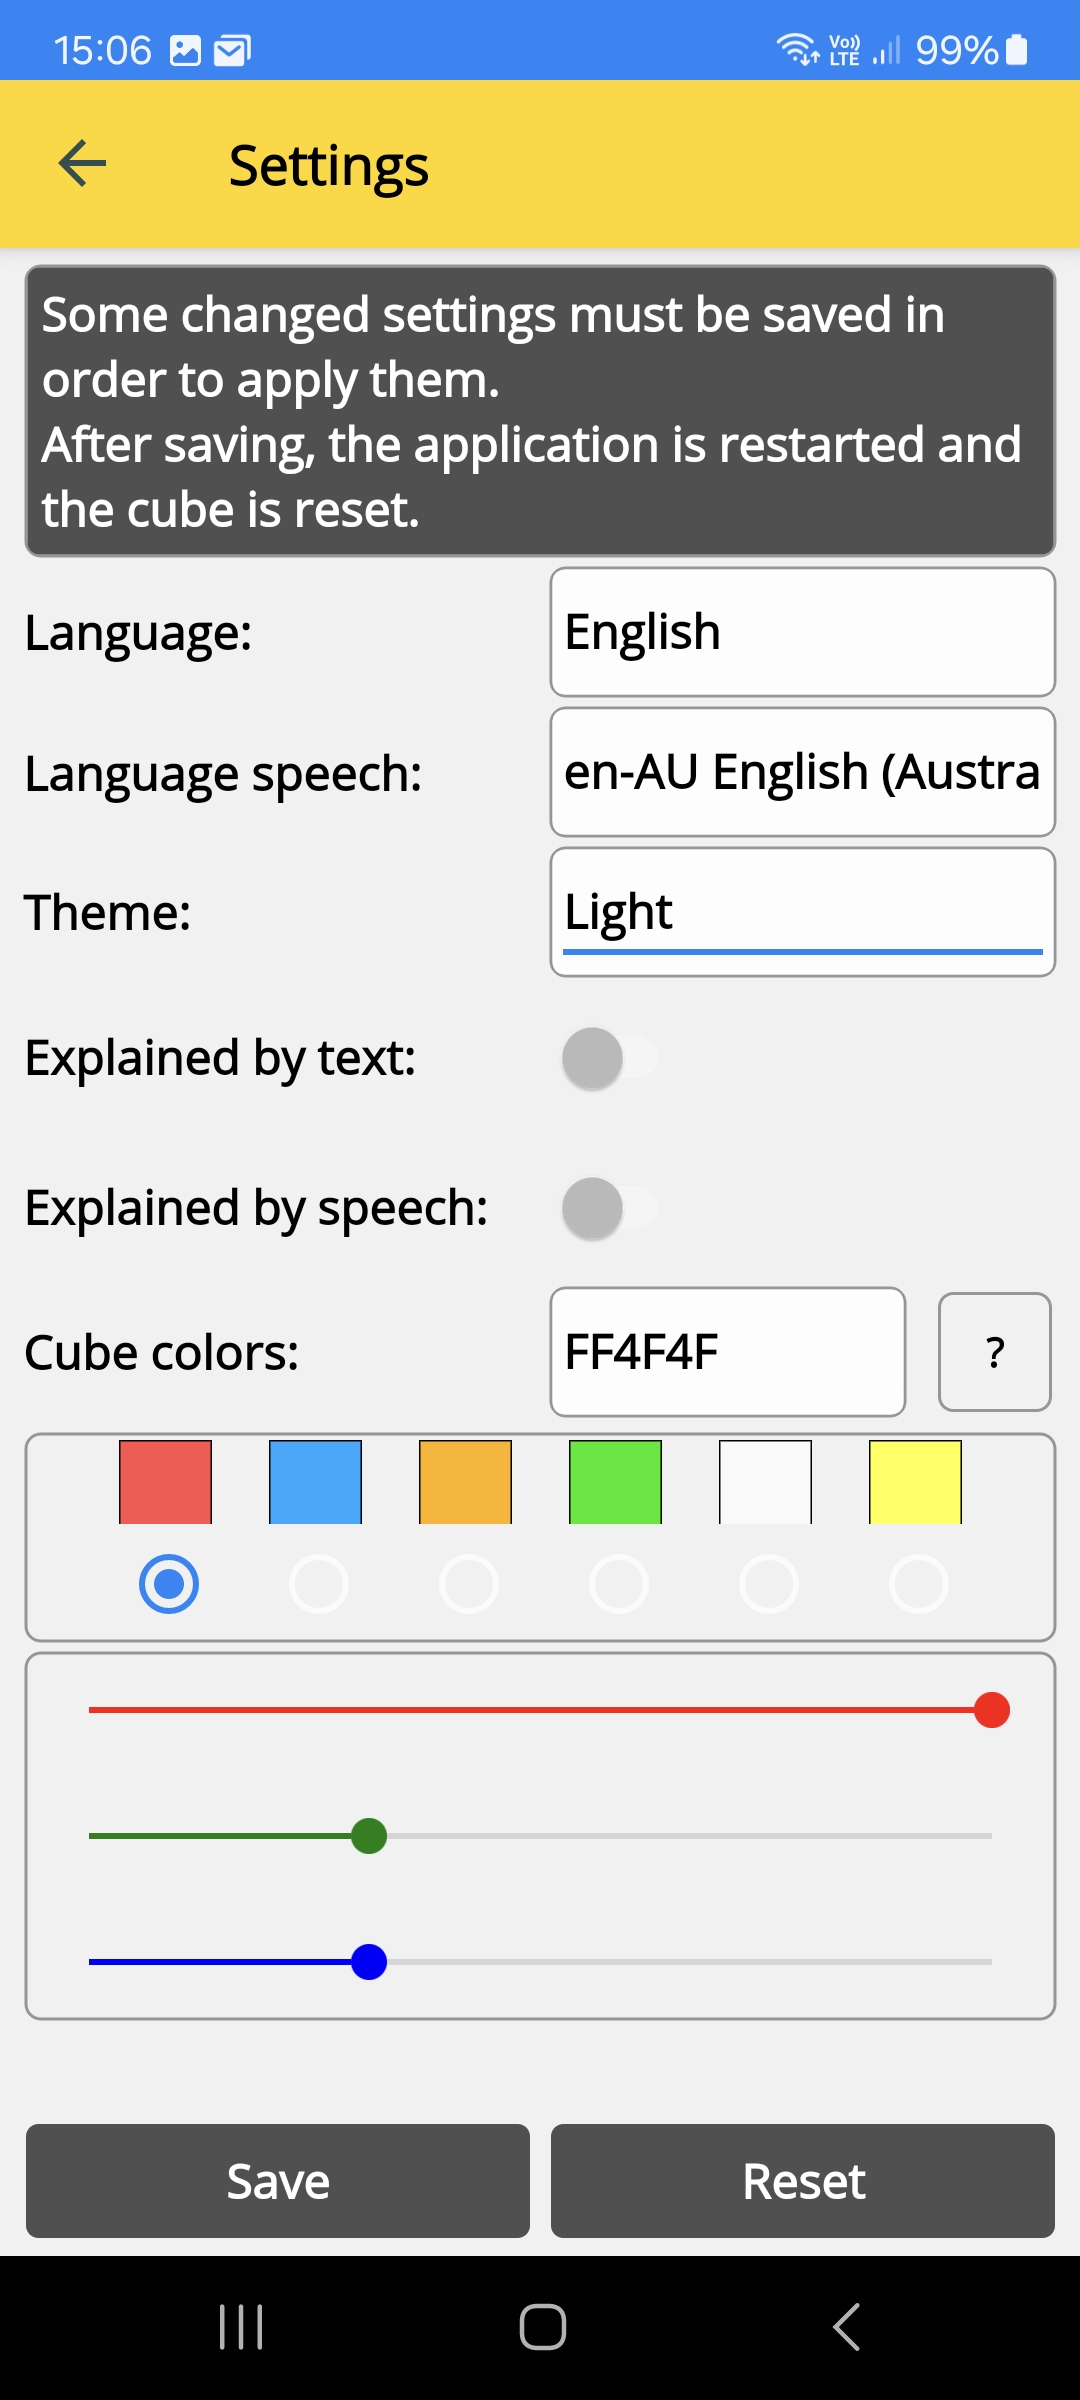 15:06
Vo))
LTE
99%
Settings
Some changed settings must be saved in
order to apply them.
After saving, the application is restarted and
the cube is reset.
Language:
English
Language speech:
en-AU English (Austra
Theme:
Light
Explained by text:
Explained by speech:
Cube colors:
FF4F4F
?
Save
Reset